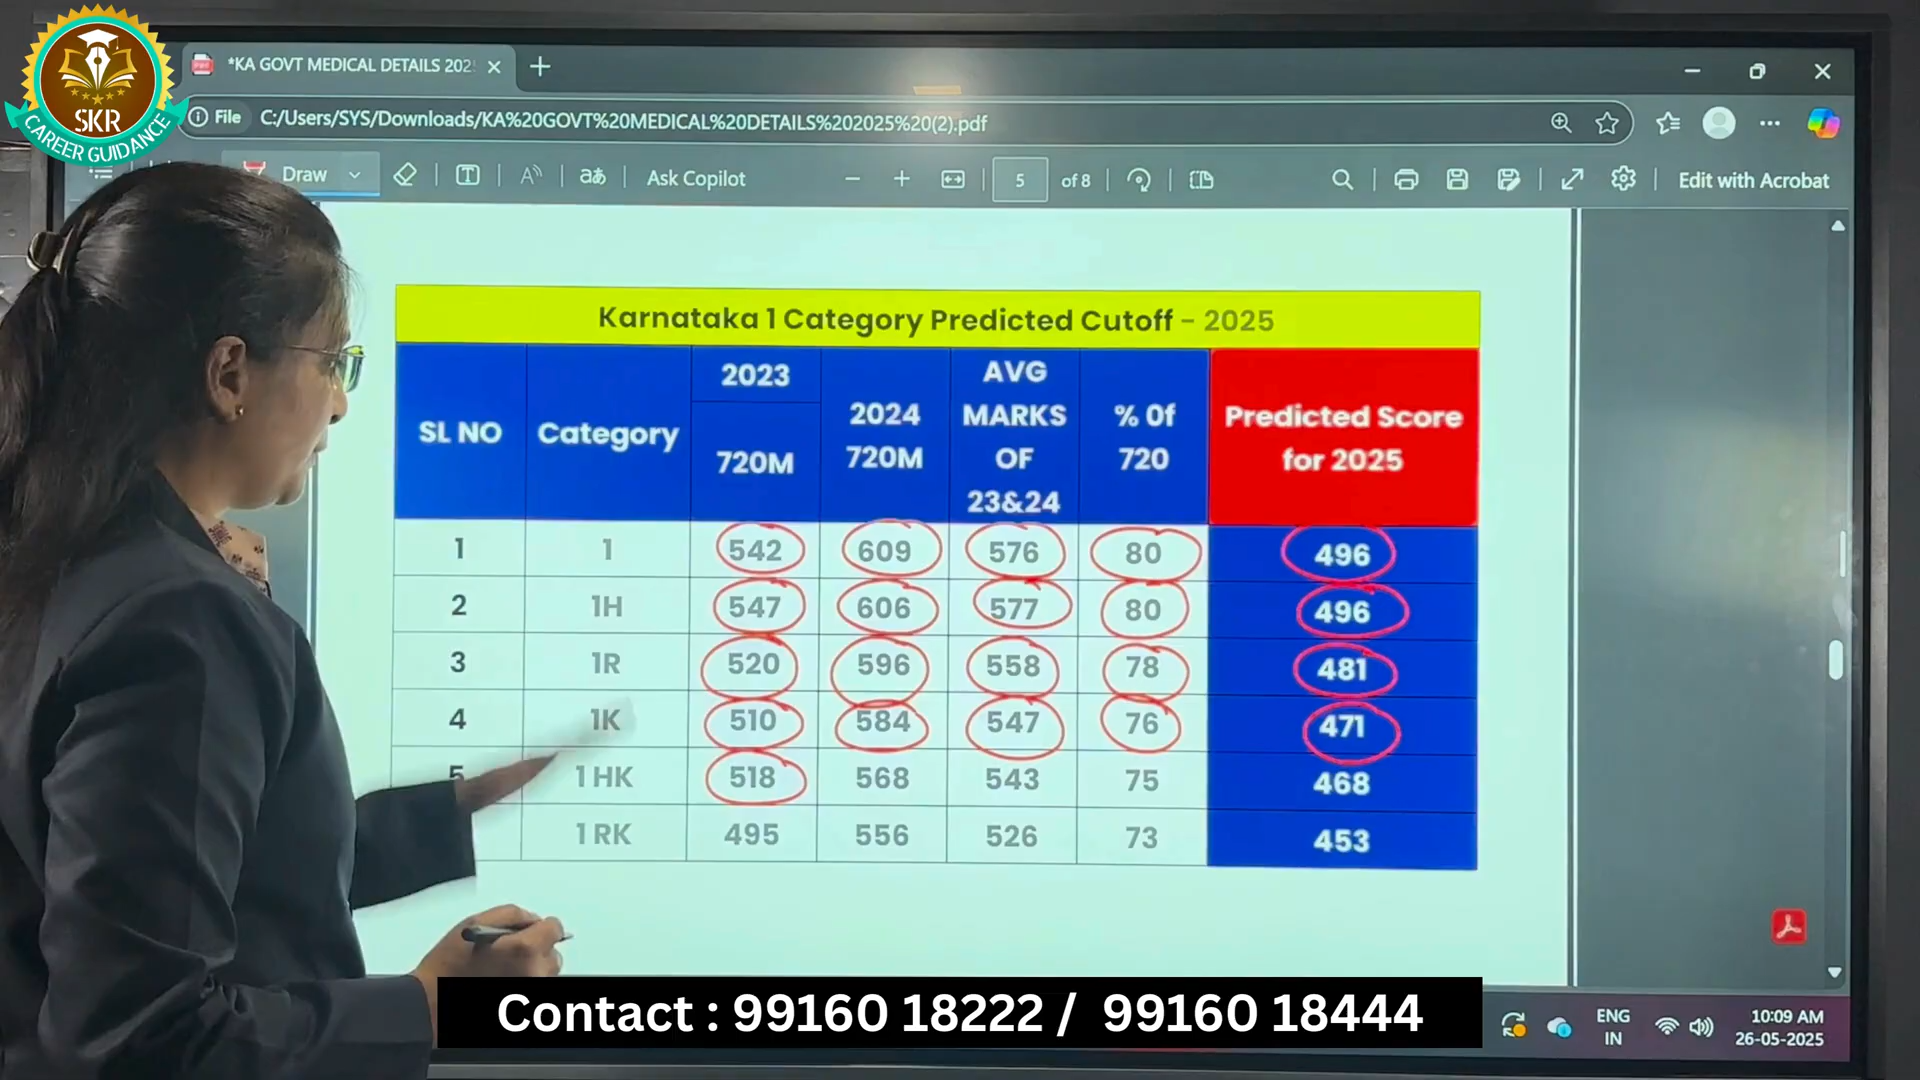 SKR
CAREER GUIDANCE
*KA GOVT MEDICAL DETAILS 202
File C:/Users/SYS/Downloads/KA%20GOVT%20MEDICAL%20DETAILS%202025%20(2).pdf
Draw
Ask Copilot
5 of 8
Edit with Acrobat
Karnataka 1 Category Predicted Cutoff - 2025
SL NO Category 2023 720M 2024 720M AVG MARKS OF 23&24 % Of 720 Predicted Score for 2025
1 1 542 609 576 80 496
2 1H 547 606 577 80 496
3 1R 520 596 558 78 481
4 1K 510 584 547 76 471
5 1 HK 518 568 543 75 468
1 RK 495 556 526 73 453
Contact : 99160 18222 / 99160 18444
ENG
IN
10:09 AM
26-05-2025